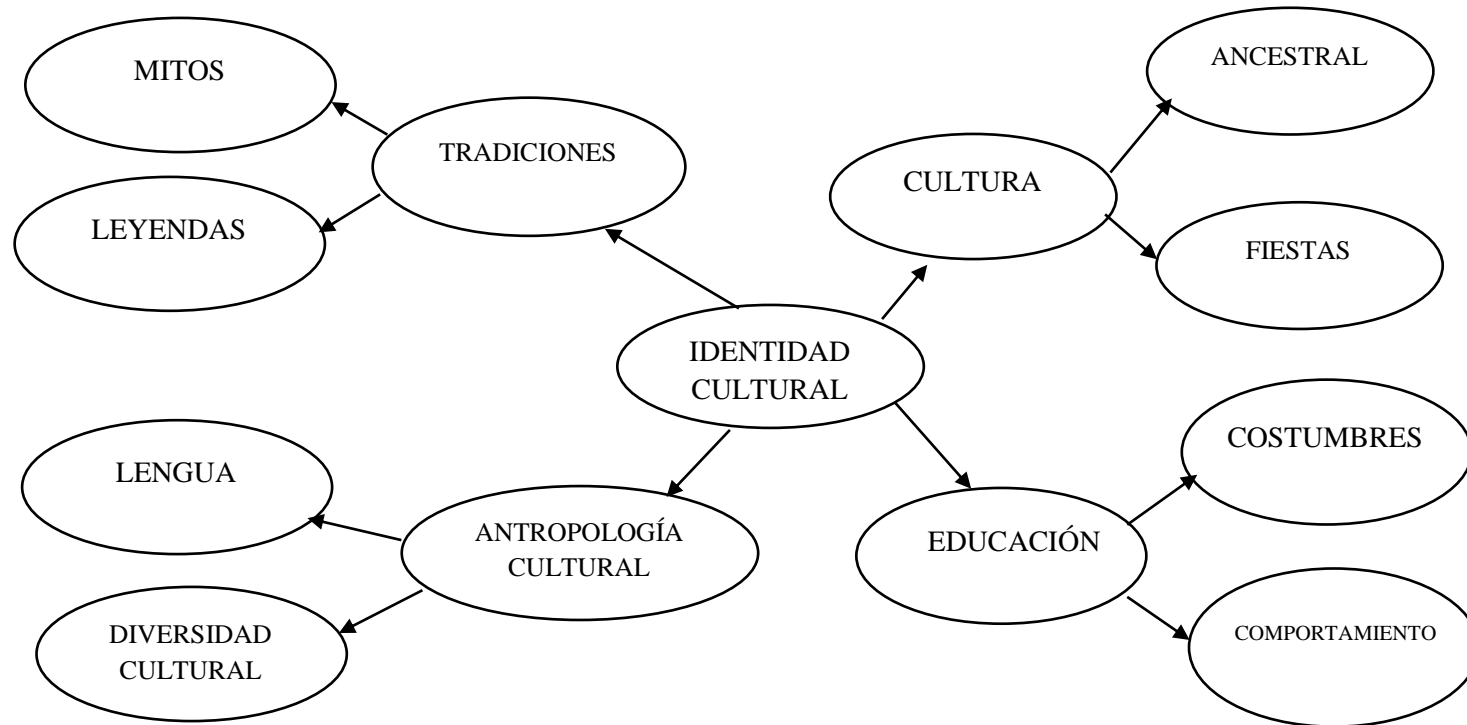 MITOS
ANCESTRAL
TRADICIONES
CULTURA
LEYENDAS
FIESTAS
IDENTIDAD
CULTURAL
COSTUMBRES
LENGUA
ANTROPOLOGÍA
CULTURAL
EDUCACIÓN
DIVERSIDAD
CULTURAL
COMPORTAMIENTO